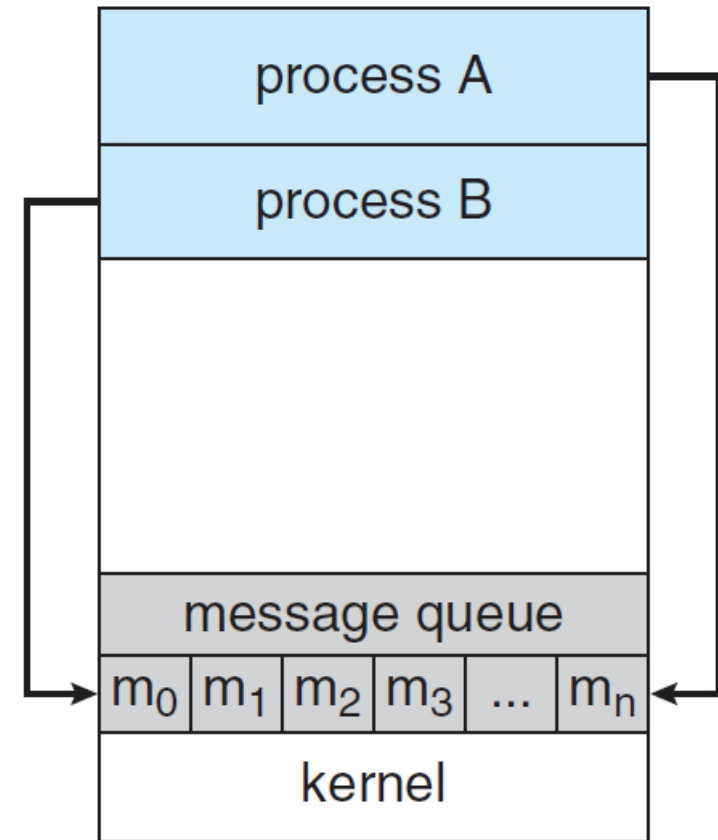 process A
process B
message queue
m₀ m₁ m₂ m₃ ... mₙ
kernel